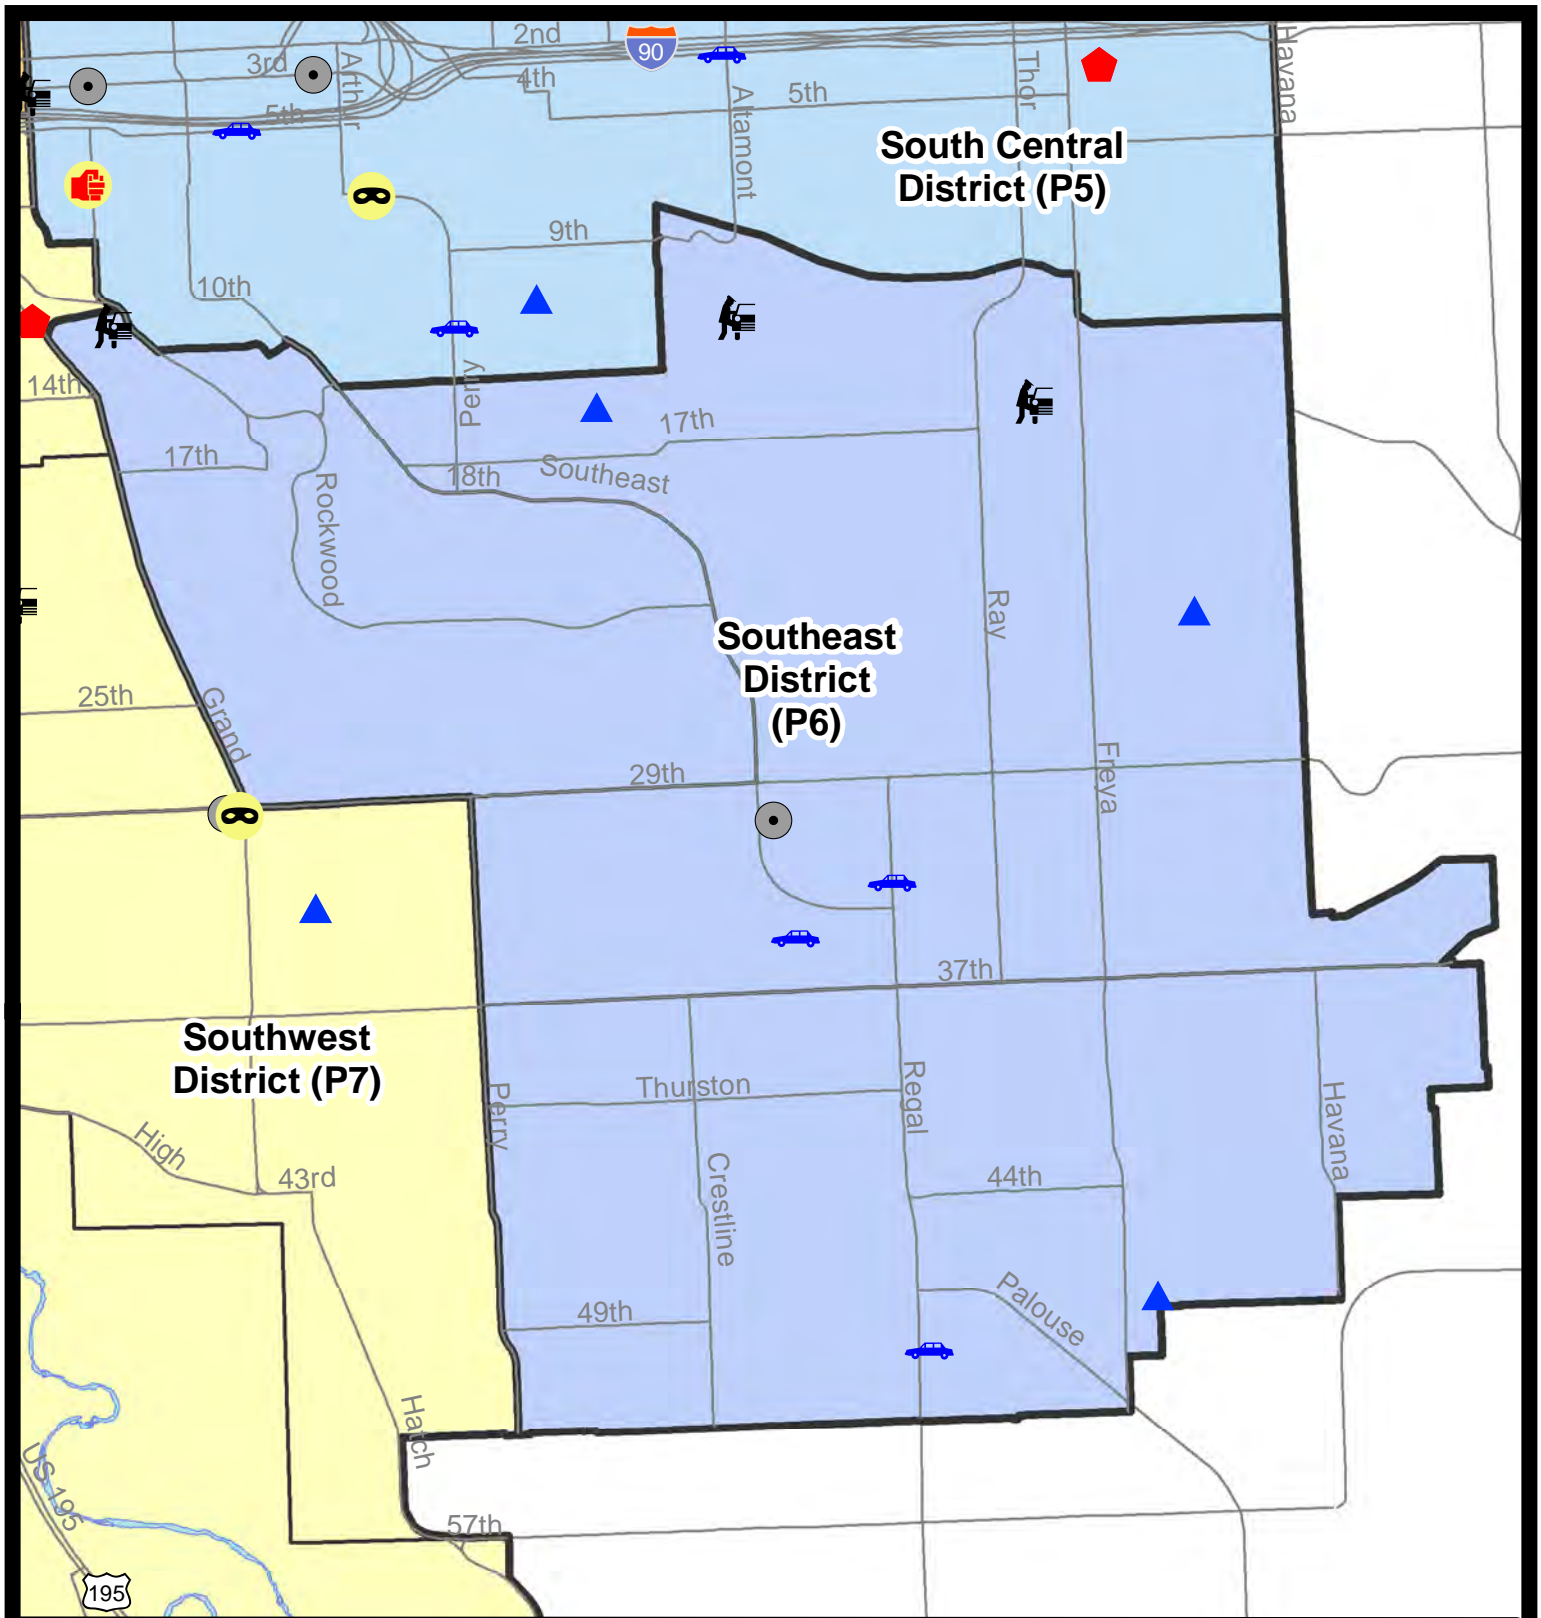 2nd
90
3rd
Arthur
4th
5th
5th
Altamont
Thor
Havana
South Central
District (P5)
9th
10th
Perry
14th
17th
17th
18th
Southeast
Rockwood
Ray
Southeast
District
(P6)
25th
Grand
29th
Freya
37th
Southwest
District (P7)
Thurston
Perry
Regal
Havana
High
43rd
Crestline
44th
49th
Palouse
Hatch
US 195
57th
195